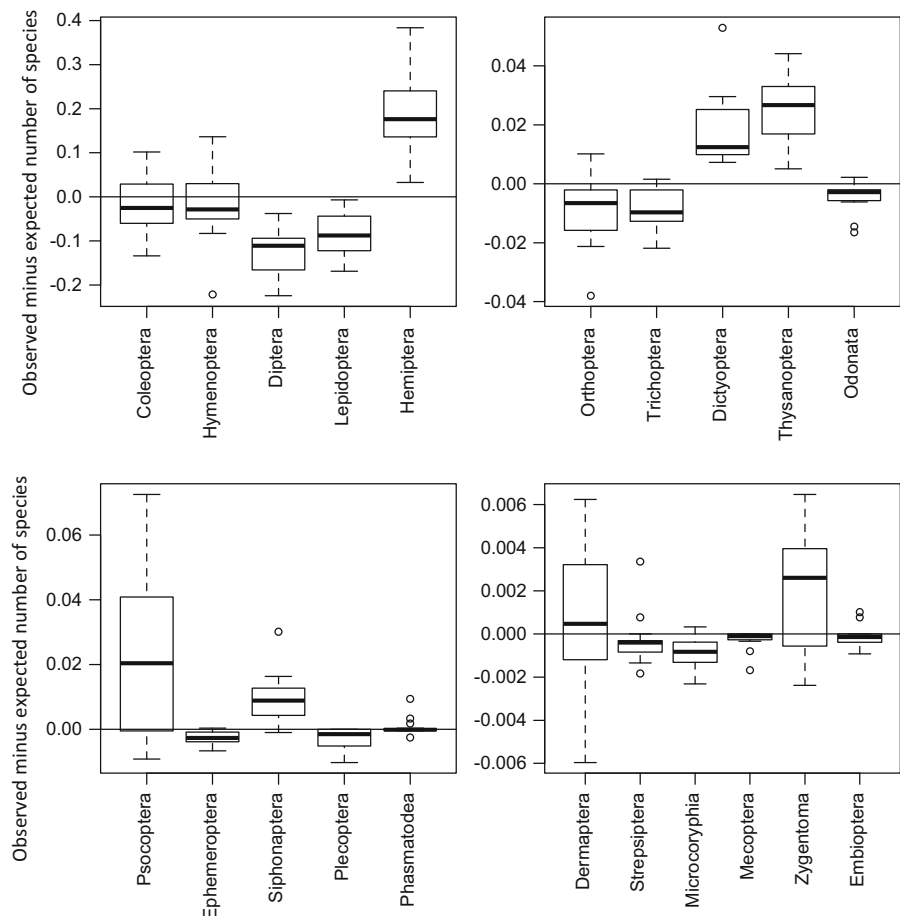 Observed minus expected number of species
0.4
0.3
0.2
0.1
0.0
-0.1
-0.2
Coleoptera
Hymenoptera
Diptera
Lepidoptera
Hemiptera
0.04
0.02
0.00
-0.02
-0.04
Orthoptera
Trichoptera
Dictyoptera
Thysanoptera
Odonata
Observed minus expected number of species
0.06
0.04
0.02
0.00
Psocoptera
Ephemeroptera
Siphonaptera
Plecoptera
Phasmatodea
0.006
0.004
0.002
0.000
-0.002
-0.004
-0.006
Dermaptera
Strepsiptera
Microcoryphia
Mecoptera
Zygentoma
Embioptera